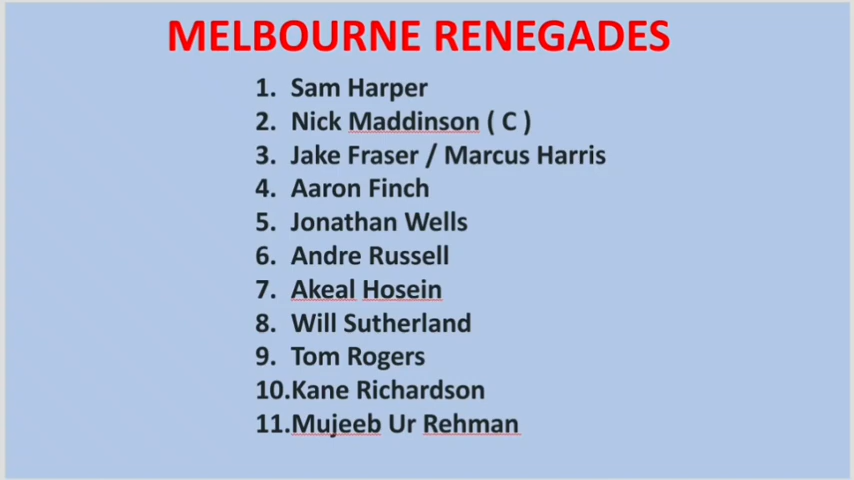 MELBOURNE RENEGADES
1. Sam Harper
2. Nick Maddinson ( C )
3. Jake Fraser / Marcus Harris
4. Aaron Finch
5. Jonathan Wells
6. Andre Russell
7. Akeal Hosein
8. Will Sutherland
9. Tom Rogers
10.Kane Richardson
11.Mujeeb Ur Rehman